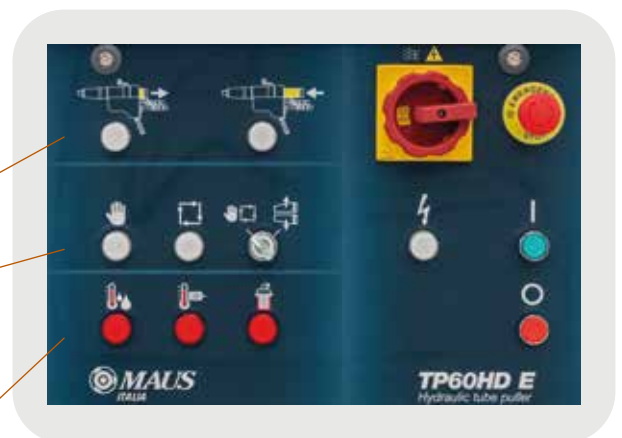 EMERGENCY
MAUS
ITALIA
TP60HD E
Hydraulic tube puller